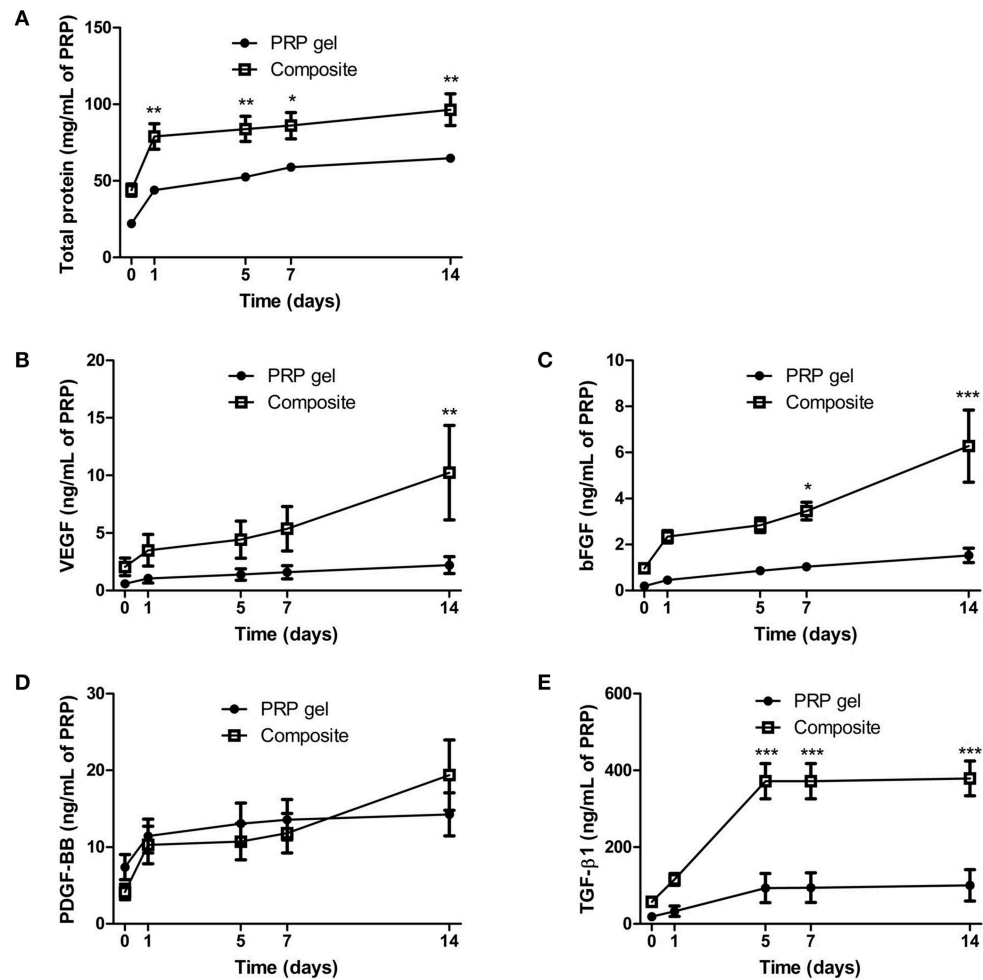 A
Total protein (mg/mL of PRP)
150
100
50
0
PRP gel
Composite
**
**
*
**
0 1 5 7 14
Time (days)
B
VEGF (ng/mL of PRP)
20
15
10
5
0
PRP gel
Composite
**
0 1 5 7 14
Time (days)
C
bFGF (ng/mL of PRP)
10
8
6
4
2
0
PRP gel
Composite
*
***
0 1 5 7 14
Time (days)
D
PDGF-BB (ng/mL of PRP)
30
20
10
0
PRP gel
Composite
0 1 5 7 14
Time (days)
E
TGF-β1 (ng/mL of PRP)
600
400
200
0
PRP gel
Composite
***
***
***
0 1 5 7 14
Time (days)